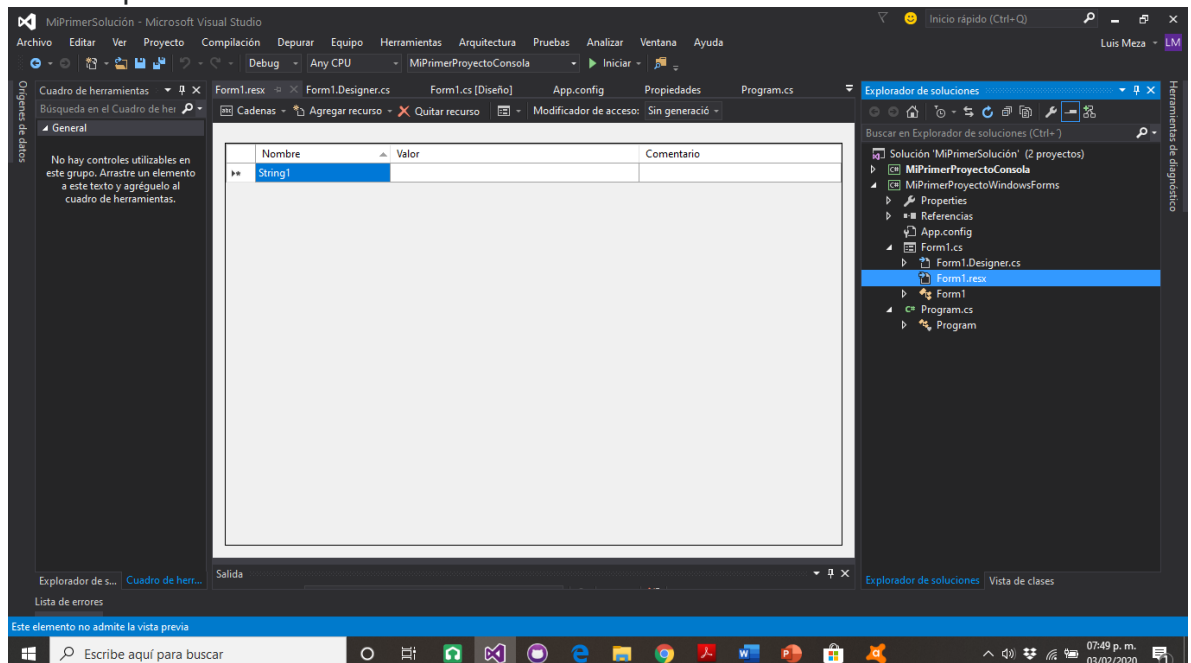 MiPrimerSolución - Microsoft Visual Studio
Inicio rápido (Ctrl+Q)
Archivo Editar Ver Proyecto Compilación Depurar Equipo Herramientas Arquitectura Pruebas Analizar Ventana Ayuda
Luis Meza LM
Debug Any CPU MiPrimerProyectoConsola Iniciar
Orígenes de datos
Cuadro de herramientas
Búsqueda en el Cuadro de her
General
No hay controles utilizables en
este grupo. Arrastre un elemento
a este texto y agréguelo al
cuadro de herramientas.
Explorador de s... Cuadro de herr...
Form1.resx Form1.Designer.cs Form1.cs [Diseño] App.config Propiedades Program.cs
Cadenas Agregar recurso Quitar recurso Modificador de acceso: Sin generació
Nombre Valor Comentario
String1
Salida
Explorador de soluciones
Buscar en Explorador de soluciones (Ctrl+¨)
Solución 'MiPrimerSolución' (2 proyectos)
C# MiPrimerProyectoConsola
C# MiPrimerProyectoWindowsForms
Properties
Referencias
App.config
Form1.cs
Form1.Designer.cs
Form1.resx
Form1
C# Program.cs
Program
Explorador de soluciones Vista de clases
Herramientas de diagnóstico
Lista de errores
Este elemento no admite la vista previa
Escribe aquí para buscar
07:49 p. m.
03/02/2020